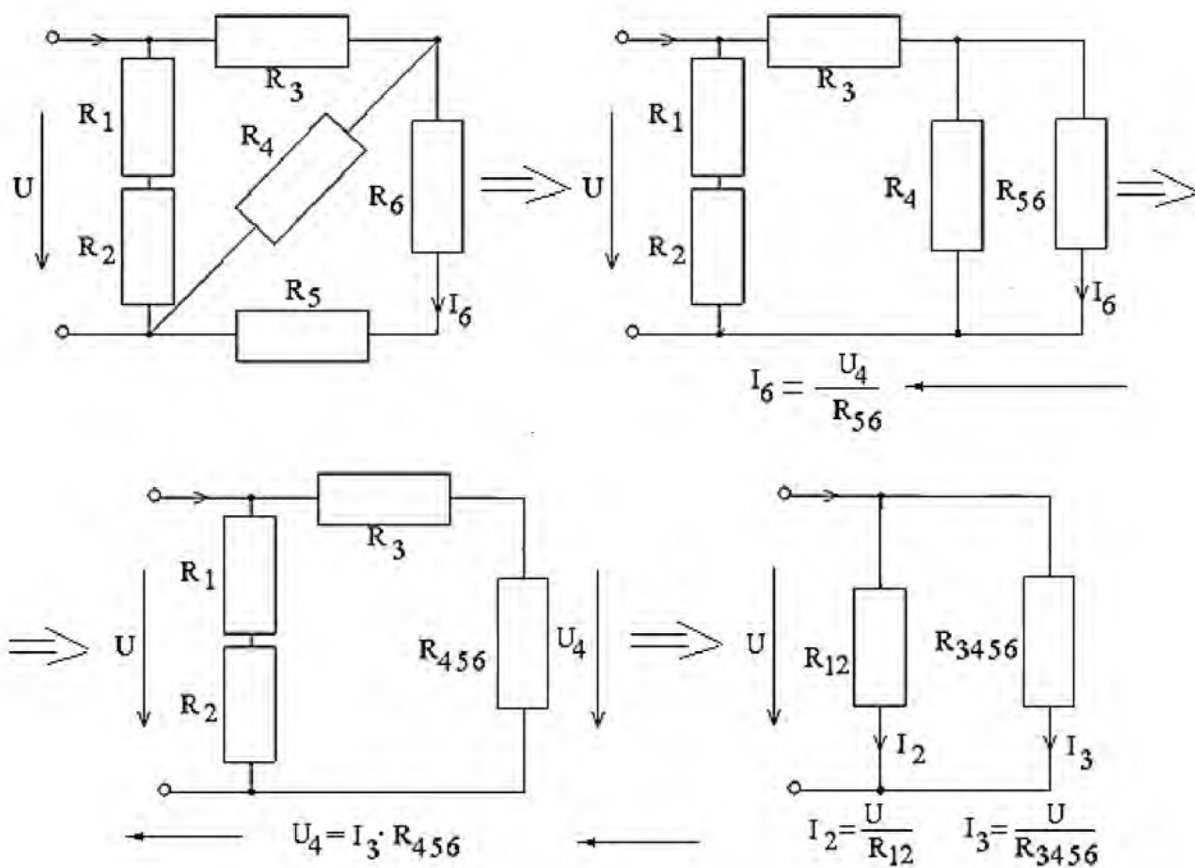 R3
R1
R4
U
R6
R2
R5
I6
R3
R1
U
R4
R56
R2
I6
I6 = U4 / R56
R3
R1
U
R456
U4
R2
U4 = I3 · R456
U
R12
R3456
I2
I3
I2 = U / R12
I3 = U / R3456